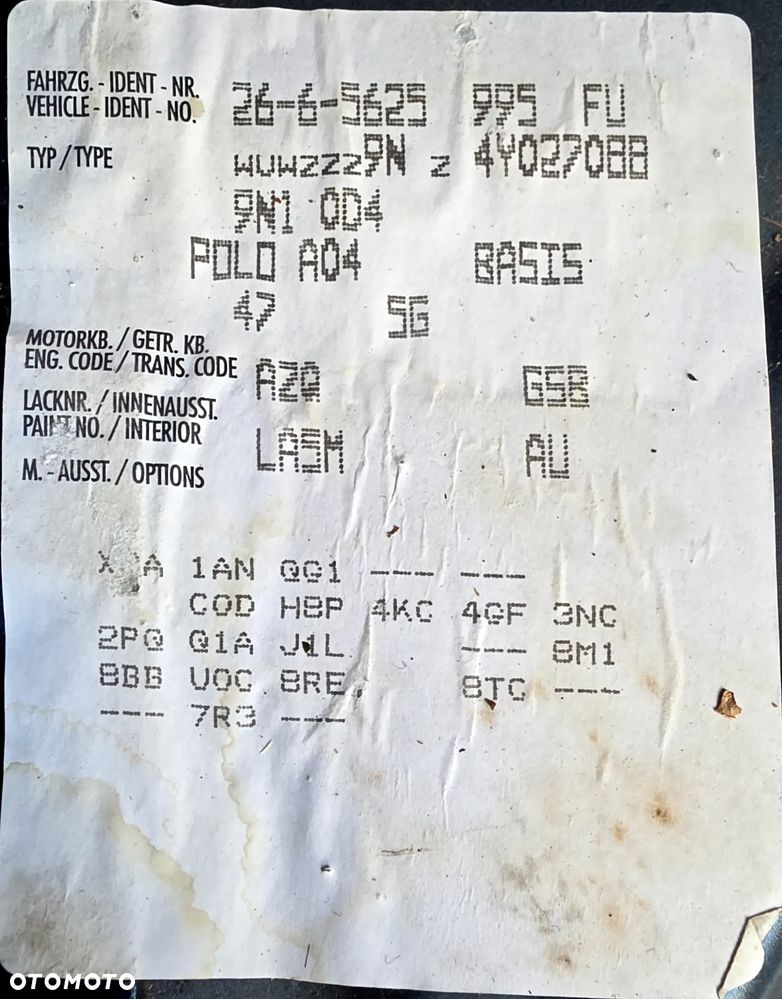 FAHRZG. - IDENT - NR. 26-6-5625 995 FU
VEHICLE - IDENT - NO.
TYP / TYPE WVWZZZ9N Z 4Y027088
9N1 0D4
POLO A04 BASIS
47 5G
MOTORKB. / GETR. KB.
ENG. CODE / TRANS. CODE AZQ GSB
LACKNR. / INNENAUSST.
PAINT NO. / INTERIOR LA5M AU
M. - AUSST. / OPTIONS
1AN QG1 --- ---
C0D H8P 4KC 4GF 3NC
2PQ Q1A J1L --- 8M1
8BB U0C 8RE 8TC ---
--- 7R3 ---
OTOMOTO